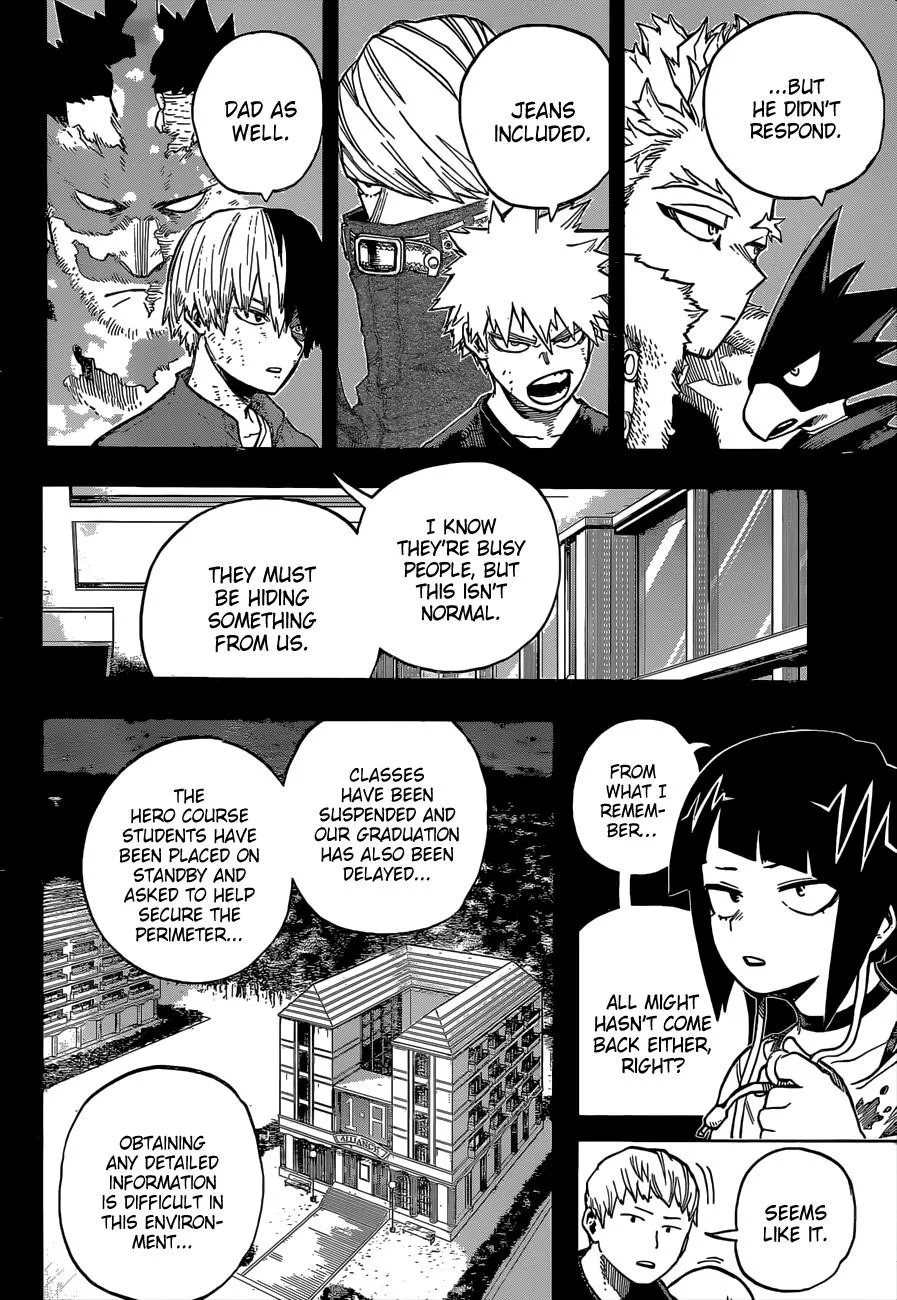 ...BUT
HE DIDN'T
RESPOND.
JEANS
INCLUDED.
DAD AS
WELL.
I KNOW
THEY'RE BUSY
PEOPLE, BUT
THIS ISN'T
NORMAL.
THEY MUST
BE HIDING
SOMETHING
FROM US.
FROM
WHAT I
REMEM-
BER...
ALL MIGHT
HASN'T COME
BACK EITHER,
RIGHT?
SEEMS
LIKE IT.
CLASSES
HAVE BEEN
SUSPENDED AND
OUR GRADUATION
HAS ALSO BEEN
DELAYED...
THE
HERO COURSE
STUDENTS HAVE
BEEN PLACED ON
STANDBY AND
ASKED TO HELP
SECURE THE
PERIMETER...
ALLIANCE
OBTAINING
ANY DETAILED
INFORMATION
IS DIFFICULT IN
THIS ENVIRON-
MENT...